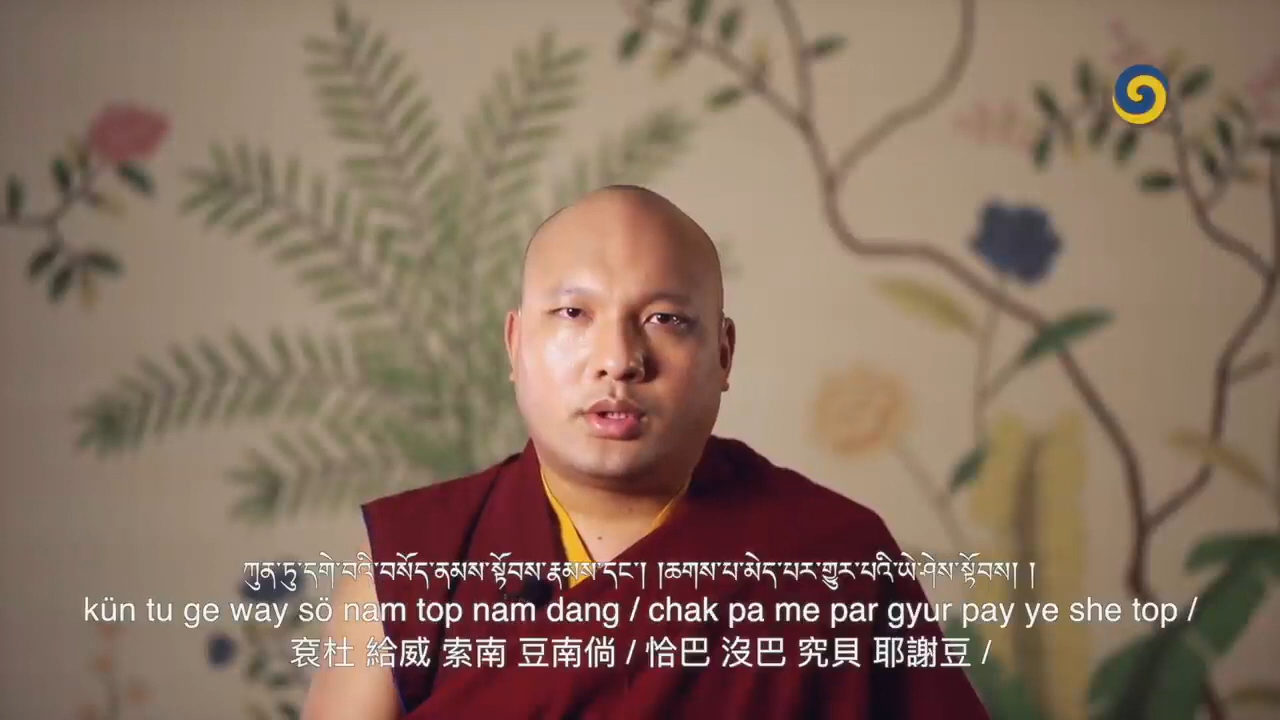 ཀུན་ཏུ་དགེ་བའི་བསོད་ནམས་སྟོབས་རྣམས་དང་། །ཆགས་པ་མེད་པར་གྱུར་པའི་ཡེ་ཤེས་སྟོབས། །
kün tu ge way sö nam top nam dang / chak pa me par gyur pay ye she top /
袞杜 給威 索南 豆南倘 / 恰巴 沒巴 究貝 耶謝豆 /